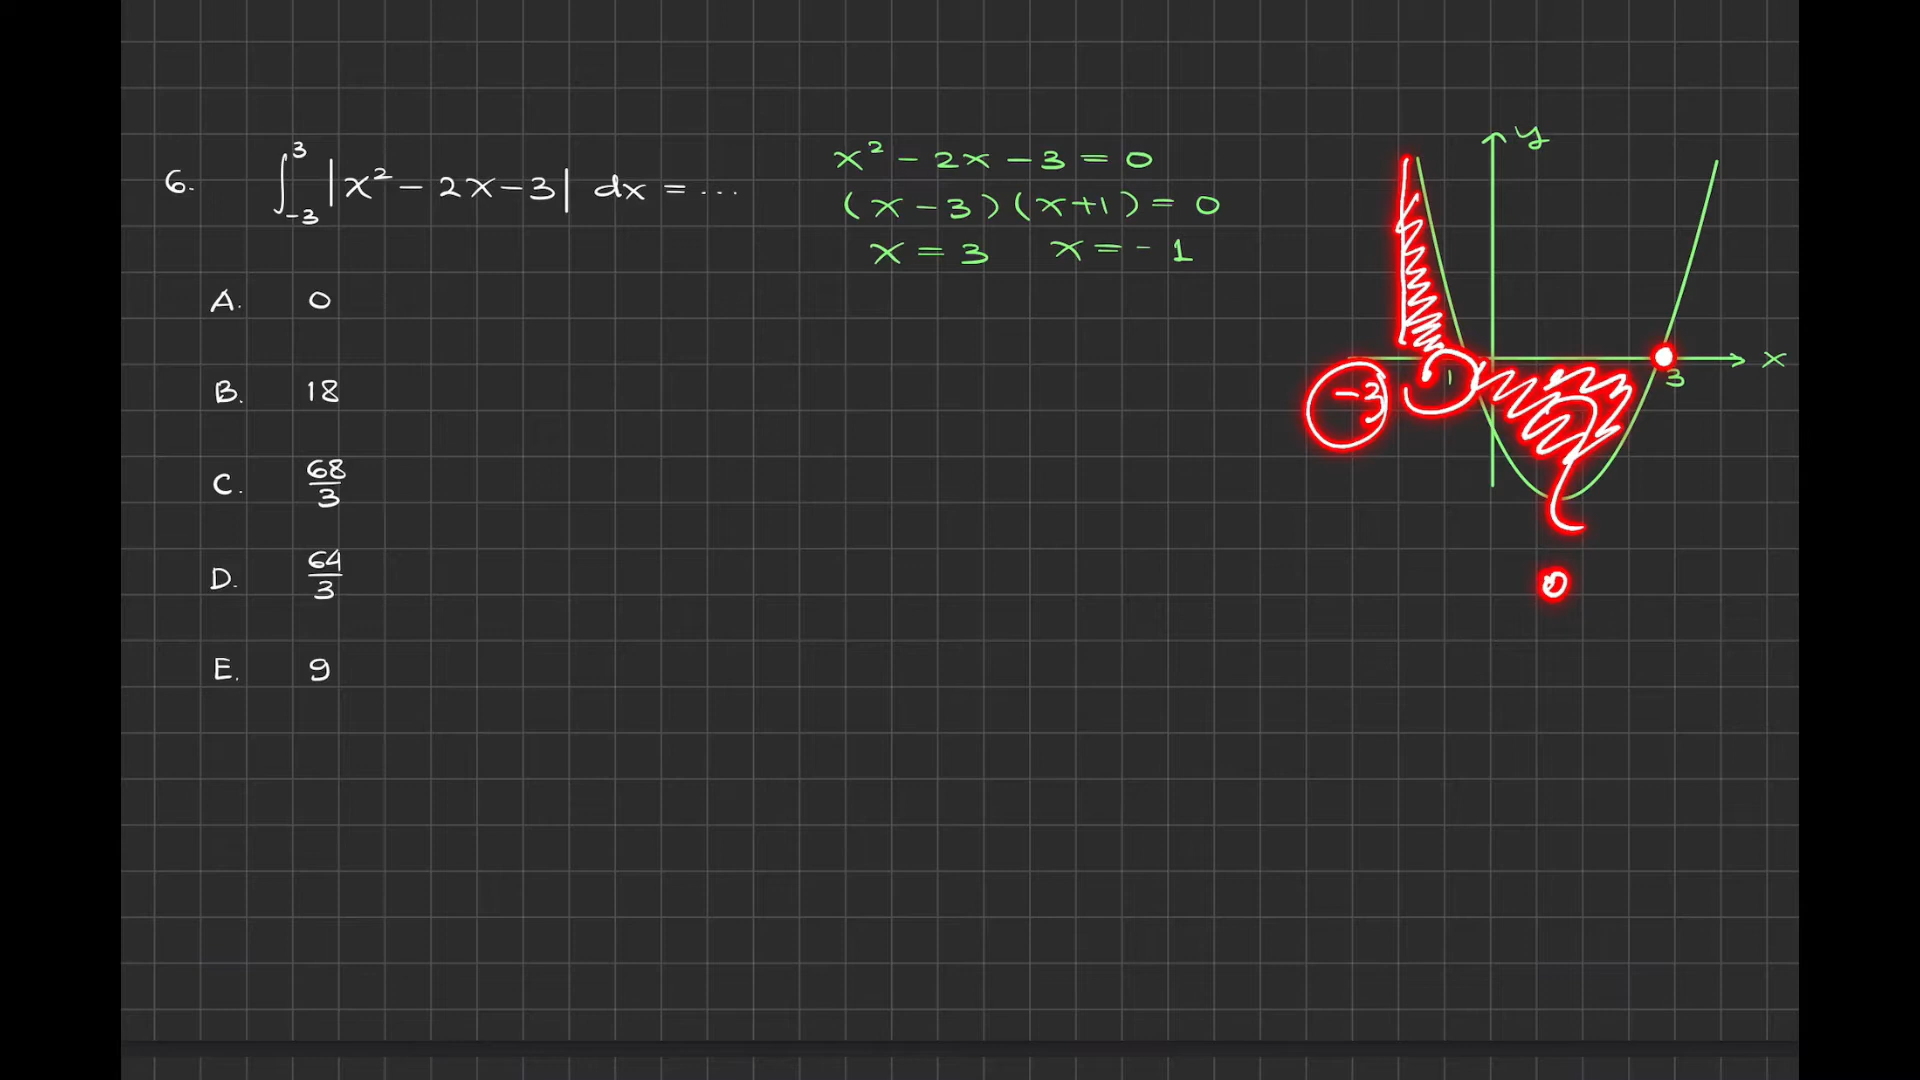 6. ∫₋₃³ |x² - 2x - 3| dx = ...
A. 0
B. 18
C. 68/3
D. 64/3
E. 9
x² - 2x - 3 = 0
(x - 3)(x + 1) = 0
x = 3 x = -1
y
x
-3
1
3